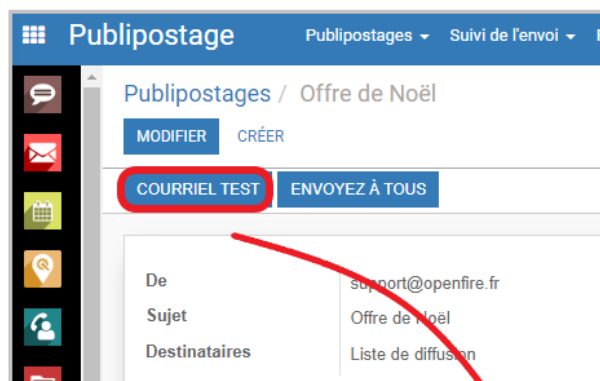 Publipostage Publipostages Suivi de l'envoi
Publipostages / Offre de Noël
MODIFIER CRÉER
COURRIEL TEST ENVOYEZ À TOUS
De support@openfire.fr
Sujet Offre de Noël
Destinataires Liste de diffusion